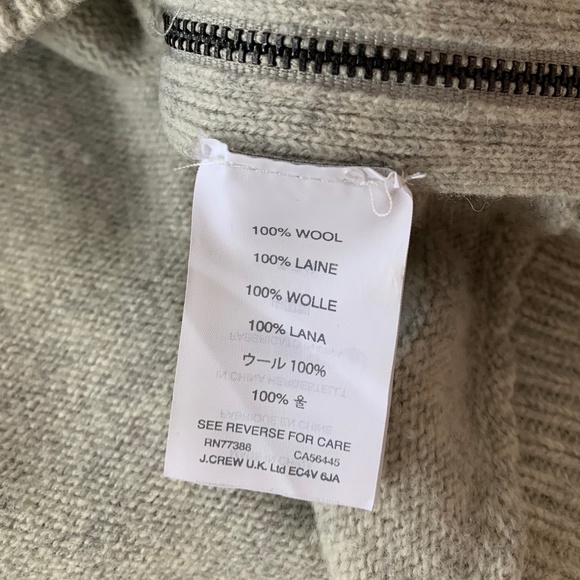 100% WOOL
100% LAINE
100% WOLLE
100% LANA
ウール 100%
100% 울
SEE REVERSE FOR CARE
RN77388 CA56445
J.CREW U.K. Ltd EC4V 6JA